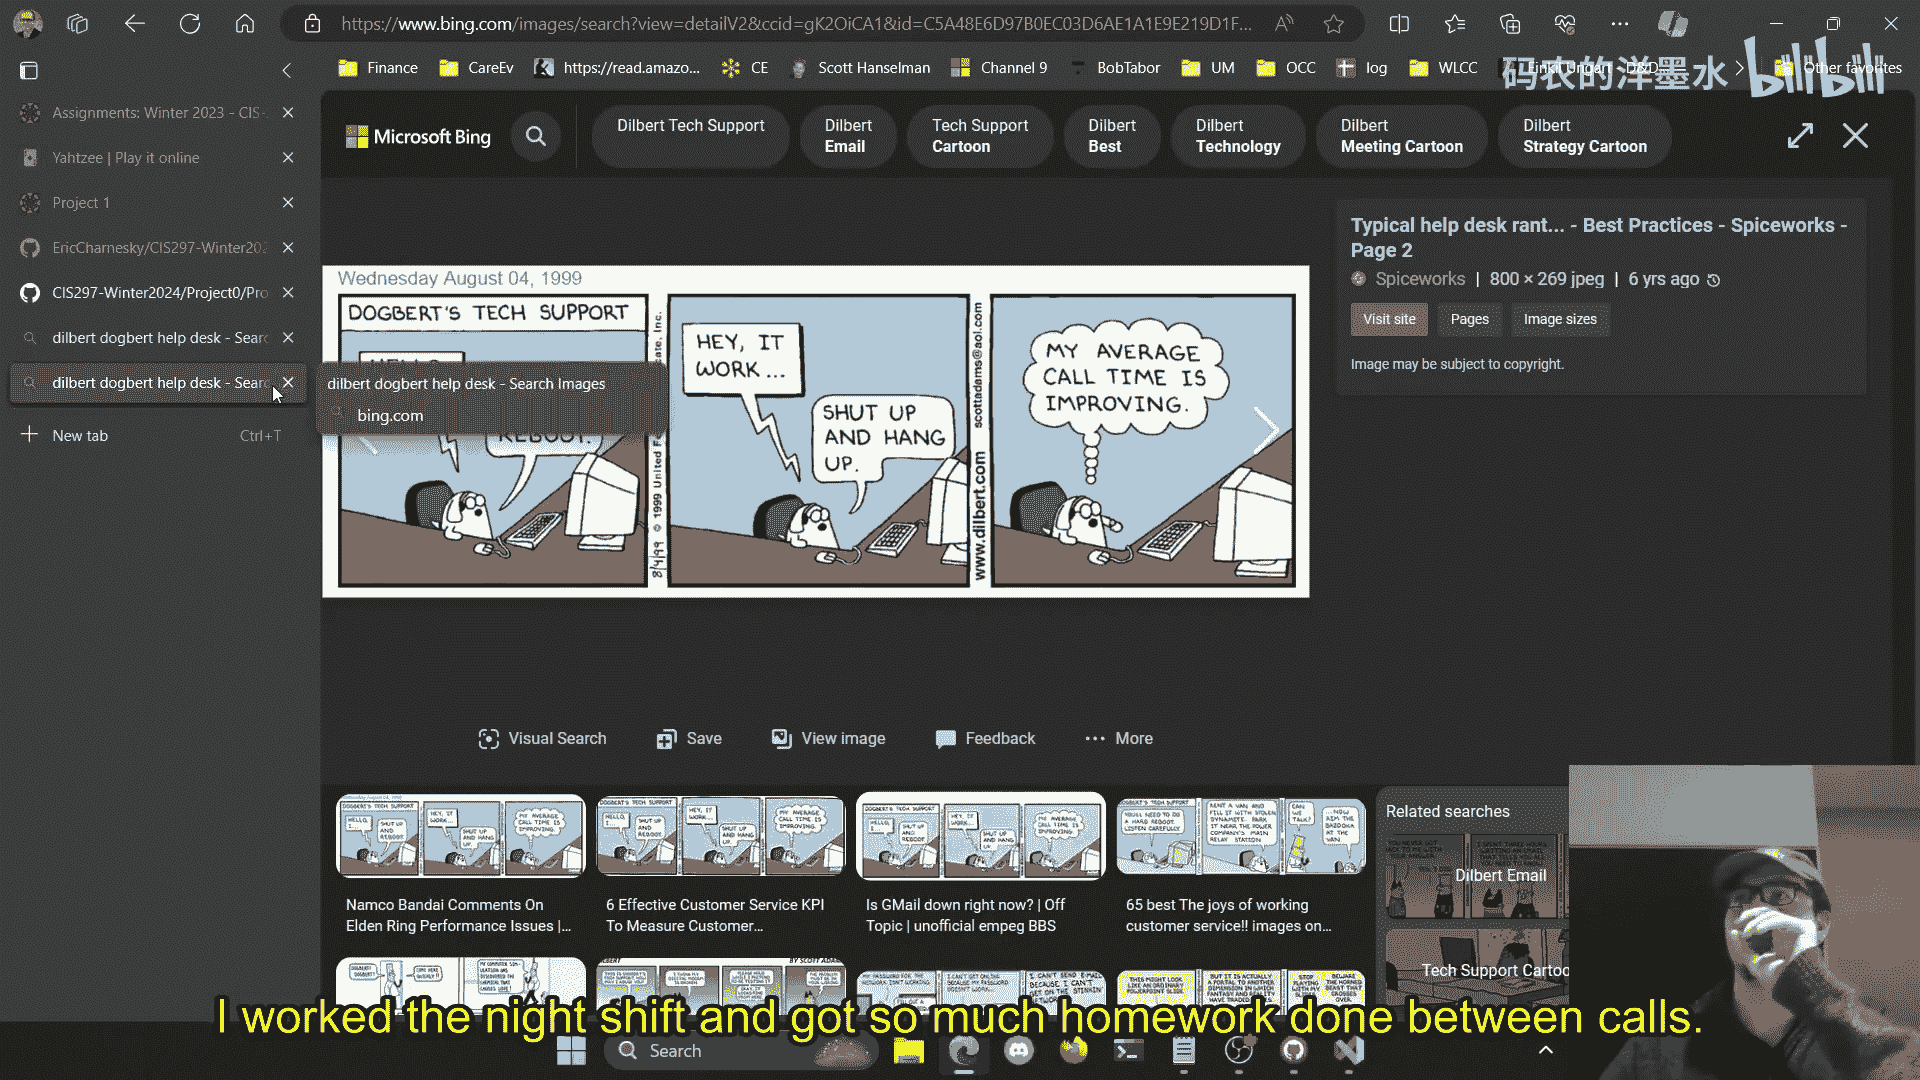 https://www.bing.com/images/search?view=detailV2&ccid=gK2OiCA1&id=C5A48E6D97B0EC03D6AE1A1E9E219D1F...
Finance
CareEv
https://read.amazo...
CE
Scott Hanselman
Channel 9
BobTabor
UM
OCC
log
WLCC
Other favorites
码农的洋墨水
bilibili
Assignments: Winter 2023 - CIS-
Yahtzee | Play it online
Project 1
EricCharnesky/CIS297-Winter202
CIS297-Winter2024/Project0/Pro
dilbert dogbert help desk - Sear
dilbert dogbert help desk - Sear
New tab
Ctrl+T
dilbert dogbert help desk - Search Images
bing.com
Microsoft Bing
Dilbert Tech Support
Dilbert
Email
Tech Support
Cartoon
Dilbert
Best
Dilbert
Technology
Dilbert
Meeting Cartoon
Dilbert
Strategy Cartoon
Wednesday August 04, 1999
DOGBERT'S TECH SUPPORT
REBOOT.
8/4/99 © 1999 United
HEY, IT
WORK...
SHUT UP
AND HANG
UP.
www.dilbert.com
scottadams@aol.com
MY AVERAGE
CALL TIME IS
IMPROVING.
Typical help desk rant... - Best Practices - Spiceworks -
Page 2
Spiceworks | 800 × 269 jpeg | 6 yrs ago
Visit site
Pages
Image sizes
Image may be subject to copyright.
Visual Search
Save
View image
Feedback
More
Namco Bandai Comments On
Elden Ring Performance Issues |...
6 Effective Customer Service KPI
To Measure Customer...
Is GMail down right now? | Off
Topic | unofficial empeg BBS
65 best The joys of working
customer service!! images on...
Related searches
Dilbert Email
Tech Support Cartoo
I worked the night shift and got so much homework done between calls.
Search